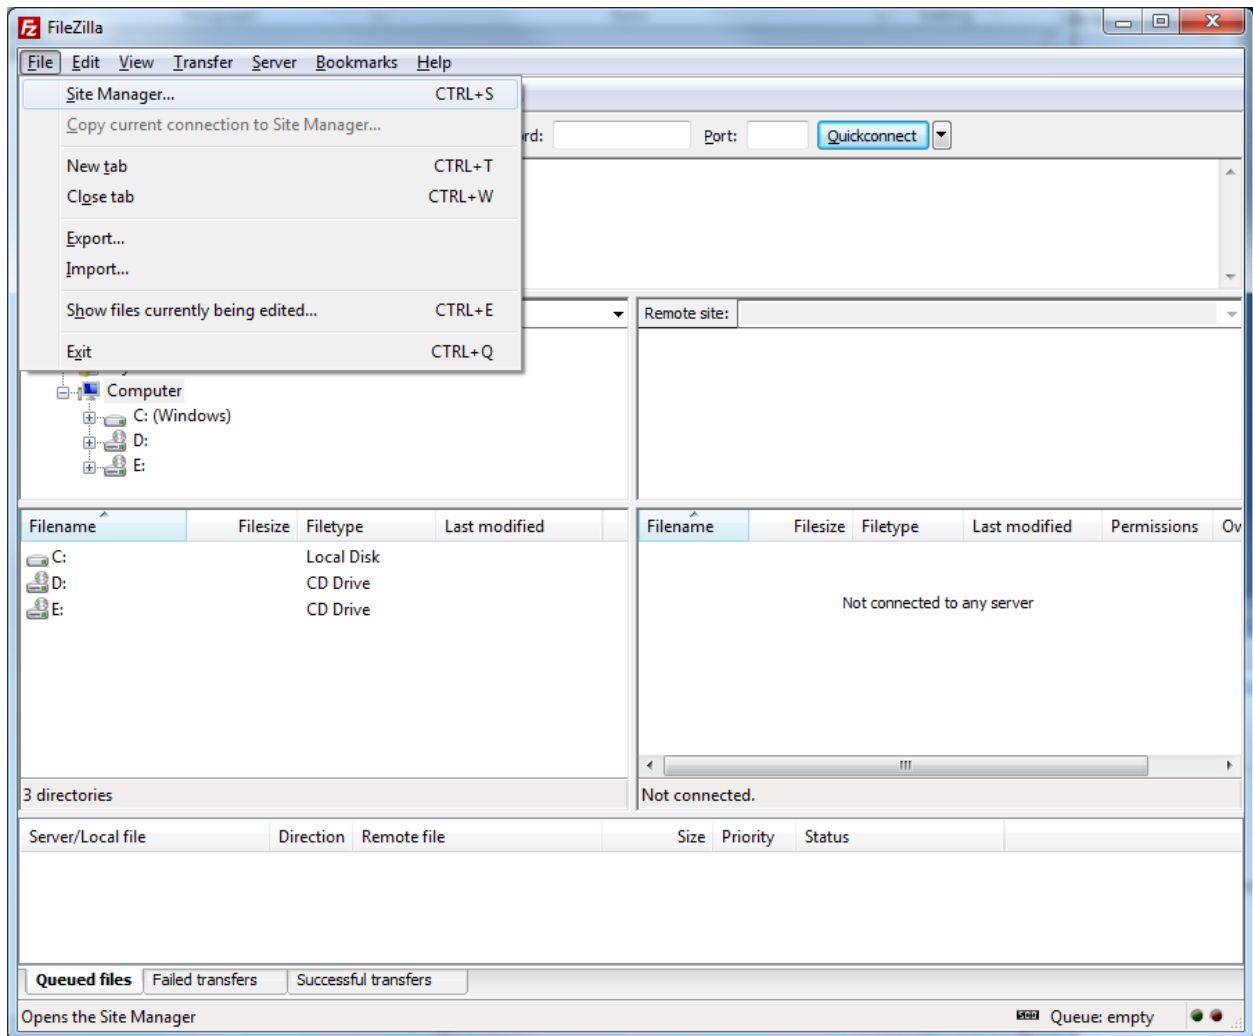 FileZilla
File Edit View Transfer Server Bookmarks Help
Site Manager... CTRL+S
Copy current connection to Site Manager...
Port: Quickconnect
New tab CTRL+T
Close tab CTRL+W
Export...
Import...
Show files currently being edited... CTRL+E
Exit CTRL+Q
Remote site:
Computer
C: (Windows)
D:
E:
Filename Filesize Filetype Last modified
C: Local Disk
D: CD Drive
E: CD Drive
3 directories
Filename Filesize Filetype Last modified Permissions
Not connected to any server
Not connected.
Server/Local file Direction Remote file Size Priority Status
Queued files Failed transfers Successful transfers
Opens the Site Manager Queue: empty